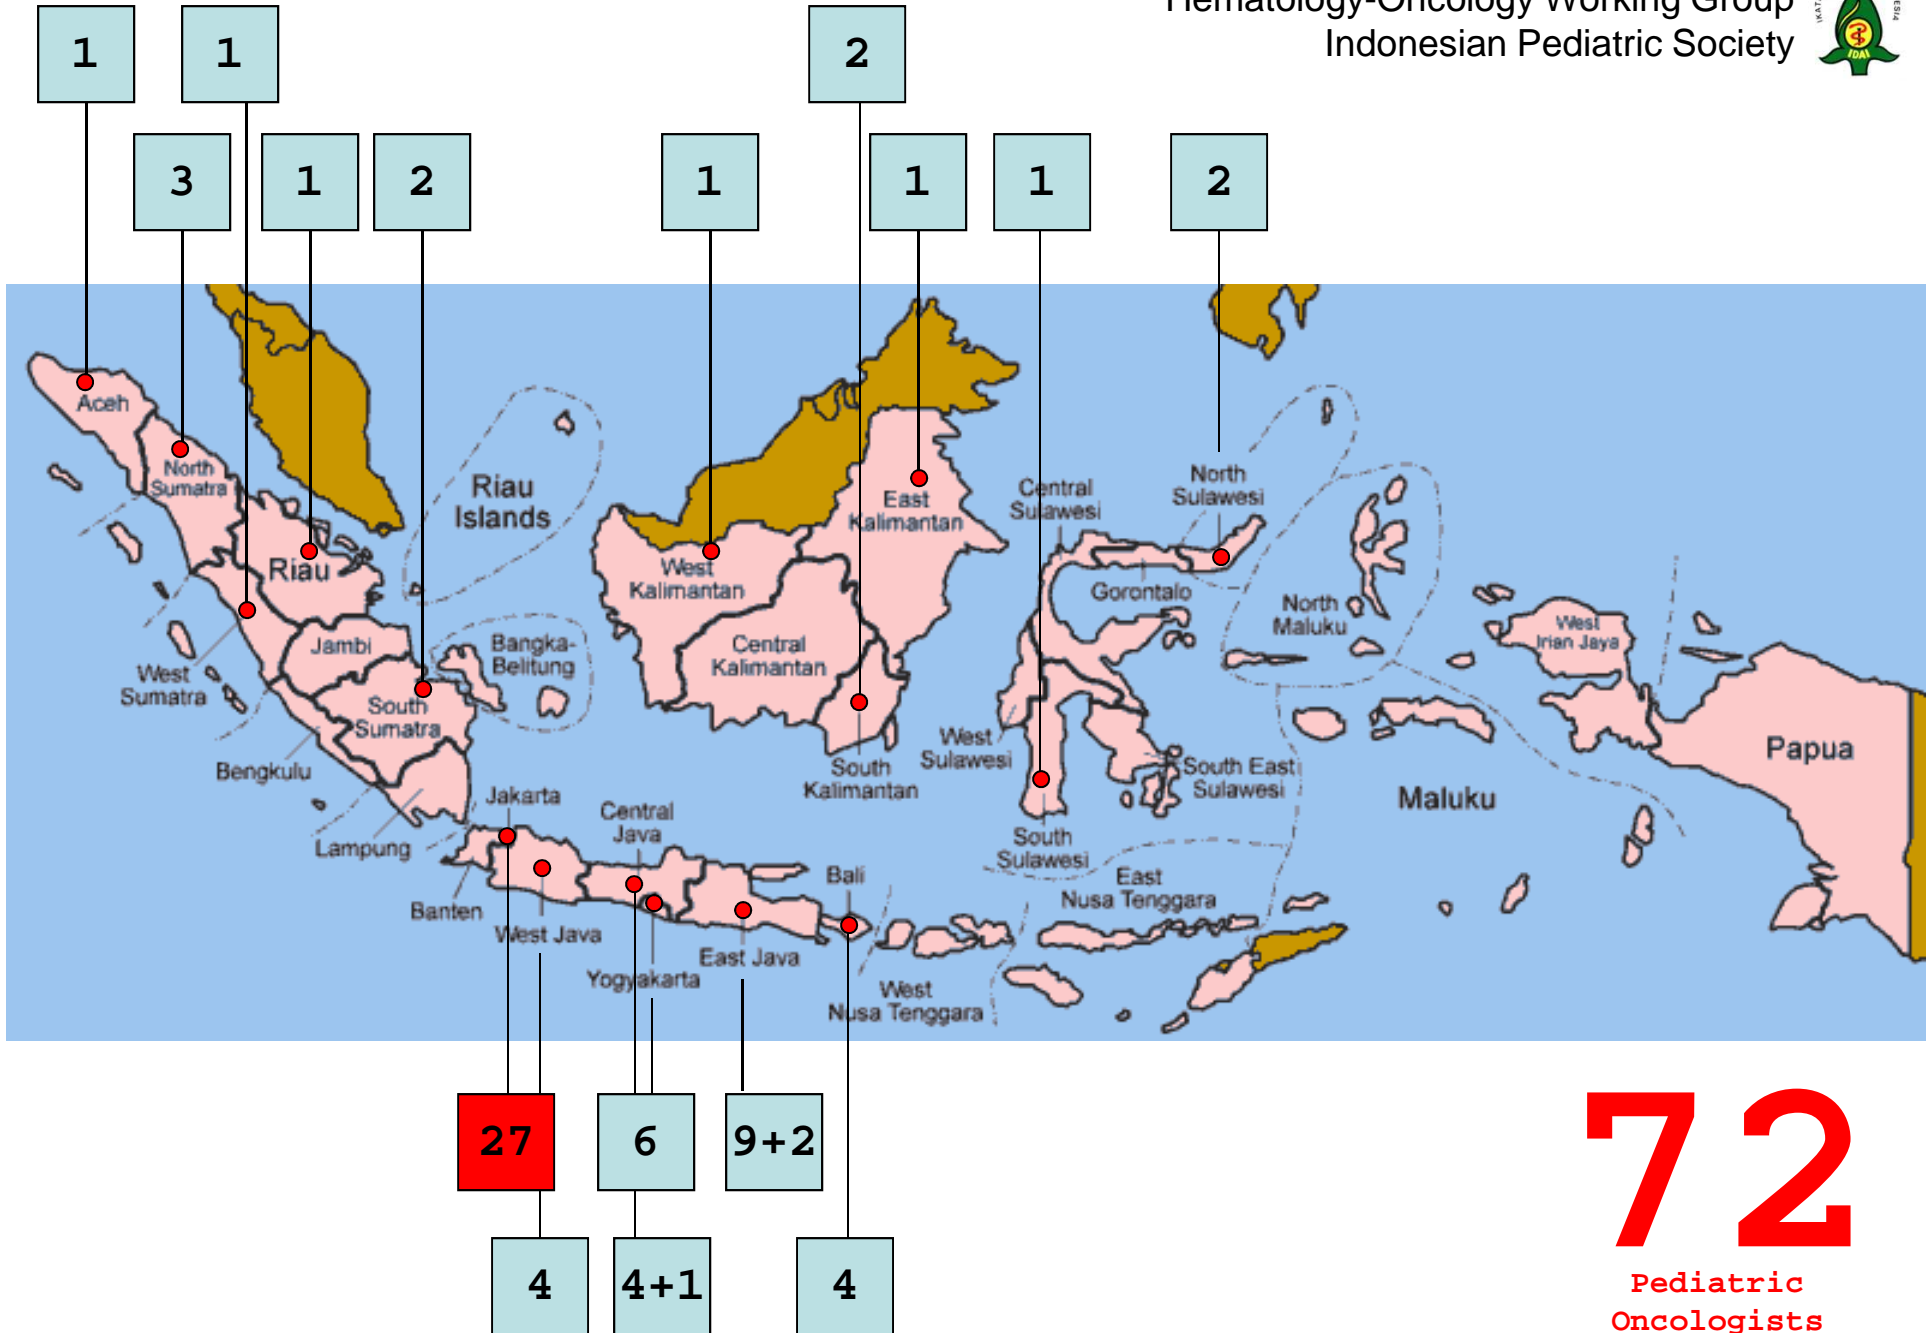 Hematology-Oncology Working Group
Indonesian Pediatric Society
IDAI
1
1
2
3
1
2
1
1
1
2
Aceh
North
Sumatra
Riau
Islands
Riau
West
Sumatra
Jambi
Bangka-
Belitung
South
Sumatra
Bengkulu
Lampung
West
Kalimantan
Central
Kalimantan
East
Kalimantan
South
Kalimantan
Central
Sulawesi
North
Sulawesi
Gorontalo
West
Sulawesi
South East
Sulawesi
South
Sulawesi
North
Maluku
Maluku
West
Irian Jaya
Papua
Jakarta
Banten
West Java
Central
Java
Yogyakarta
East Java
Bali
West
Nusa Tenggara
East
Nusa Tenggara
27
6
9+2
4
4+1
4
72
Pediatric
Oncologists